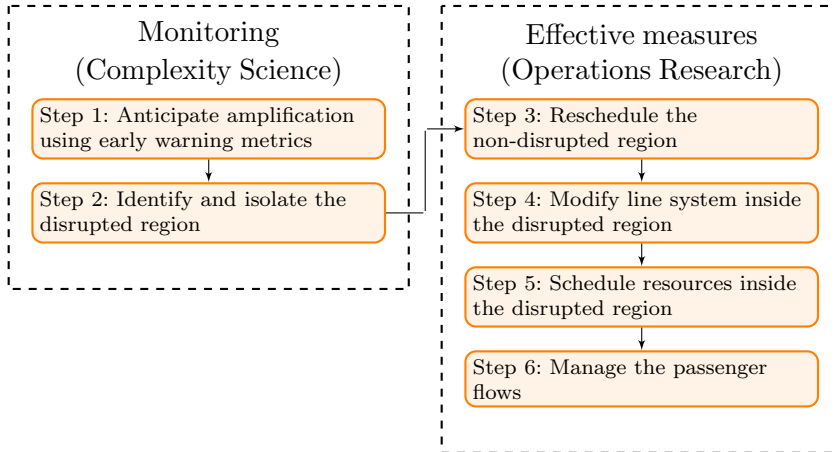 Monitoring
(Complexity Science)
Step 1: Anticipate amplification
using early warning metrics
Step 2: Identify and isolate the
disrupted region
Effective measures
(Operations Research)
Step 3: Reschedule the
non-disrupted region
Step 4: Modify line system inside
the disrupted region
Step 5: Schedule resources inside
the disrupted region
Step 6: Manage the passenger
flows